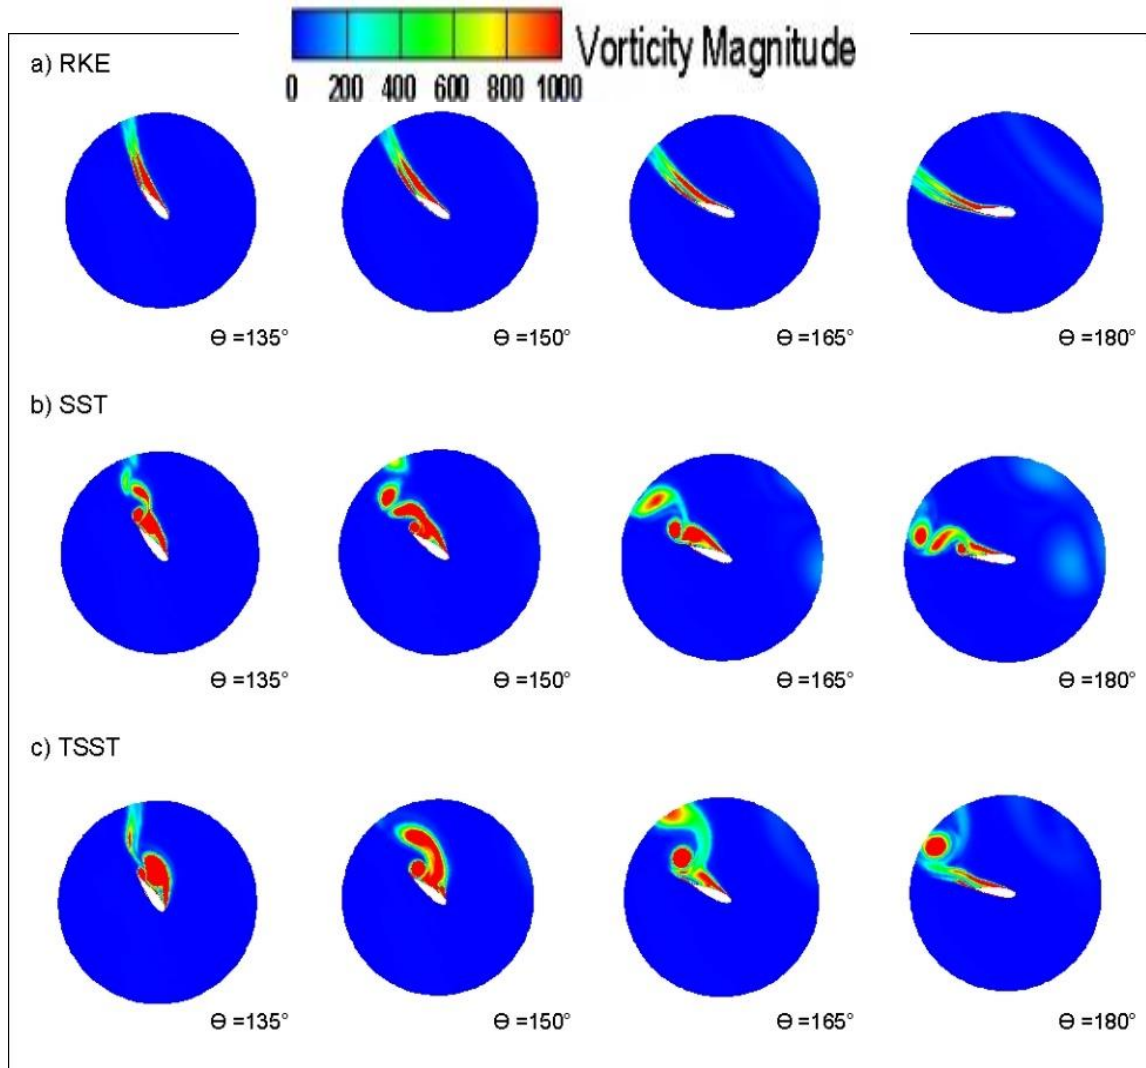 Vorticity Magnitude
0 200 400 600 800 1000
a) RKE
Θ =135° Θ =150° Θ =165° Θ =180°
b) SST
Θ =135° Θ =150° Θ =165° Θ =180°
c) TSST
Θ =135° Θ =150° Θ =165° Θ =180°